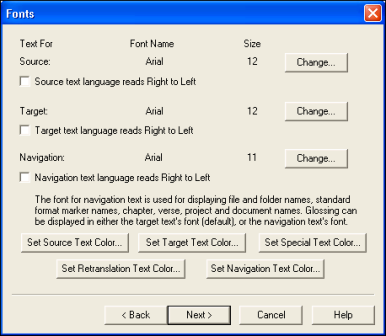 Fonts
Text For Font Name Size
Source: Arial 12 Change...
Source text language reads Right to Left
Target: Arial 12 Change...
Target text language reads Right to Left
Navigation: Arial 11 Change...
Navigation text language reads Right to Left
The font for navigation text is used for displaying file and folder names, standard
format marker names, chapter, verse, project and document names. Glossing can
be displayed in either the target text's font (default), or the navigation text's font.
Set Source Text Color... Set Target Text Color... Set Special Text Color...
Set Retranslation Text Color... Set Navigation Text Color...
< Back Next > Cancel Help